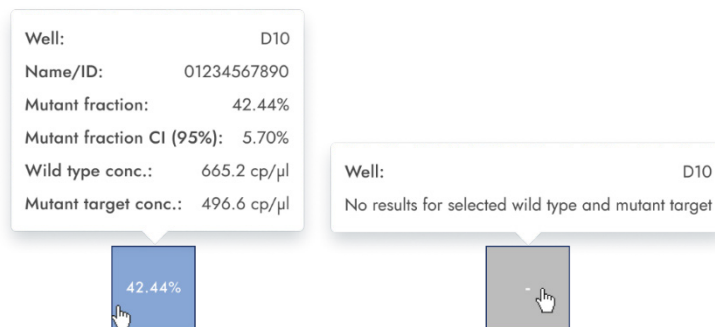 Well: D10
Name/ID: 01234567890
Mutant fraction: 42.44%
Mutant fraction CI (95%): 5.70%
Wild type conc.: 665.2 cp/µl
Mutant target conc.: 496.6 cp/µl
42.44%
Well: D10
No results for selected wild type and mutant target
-